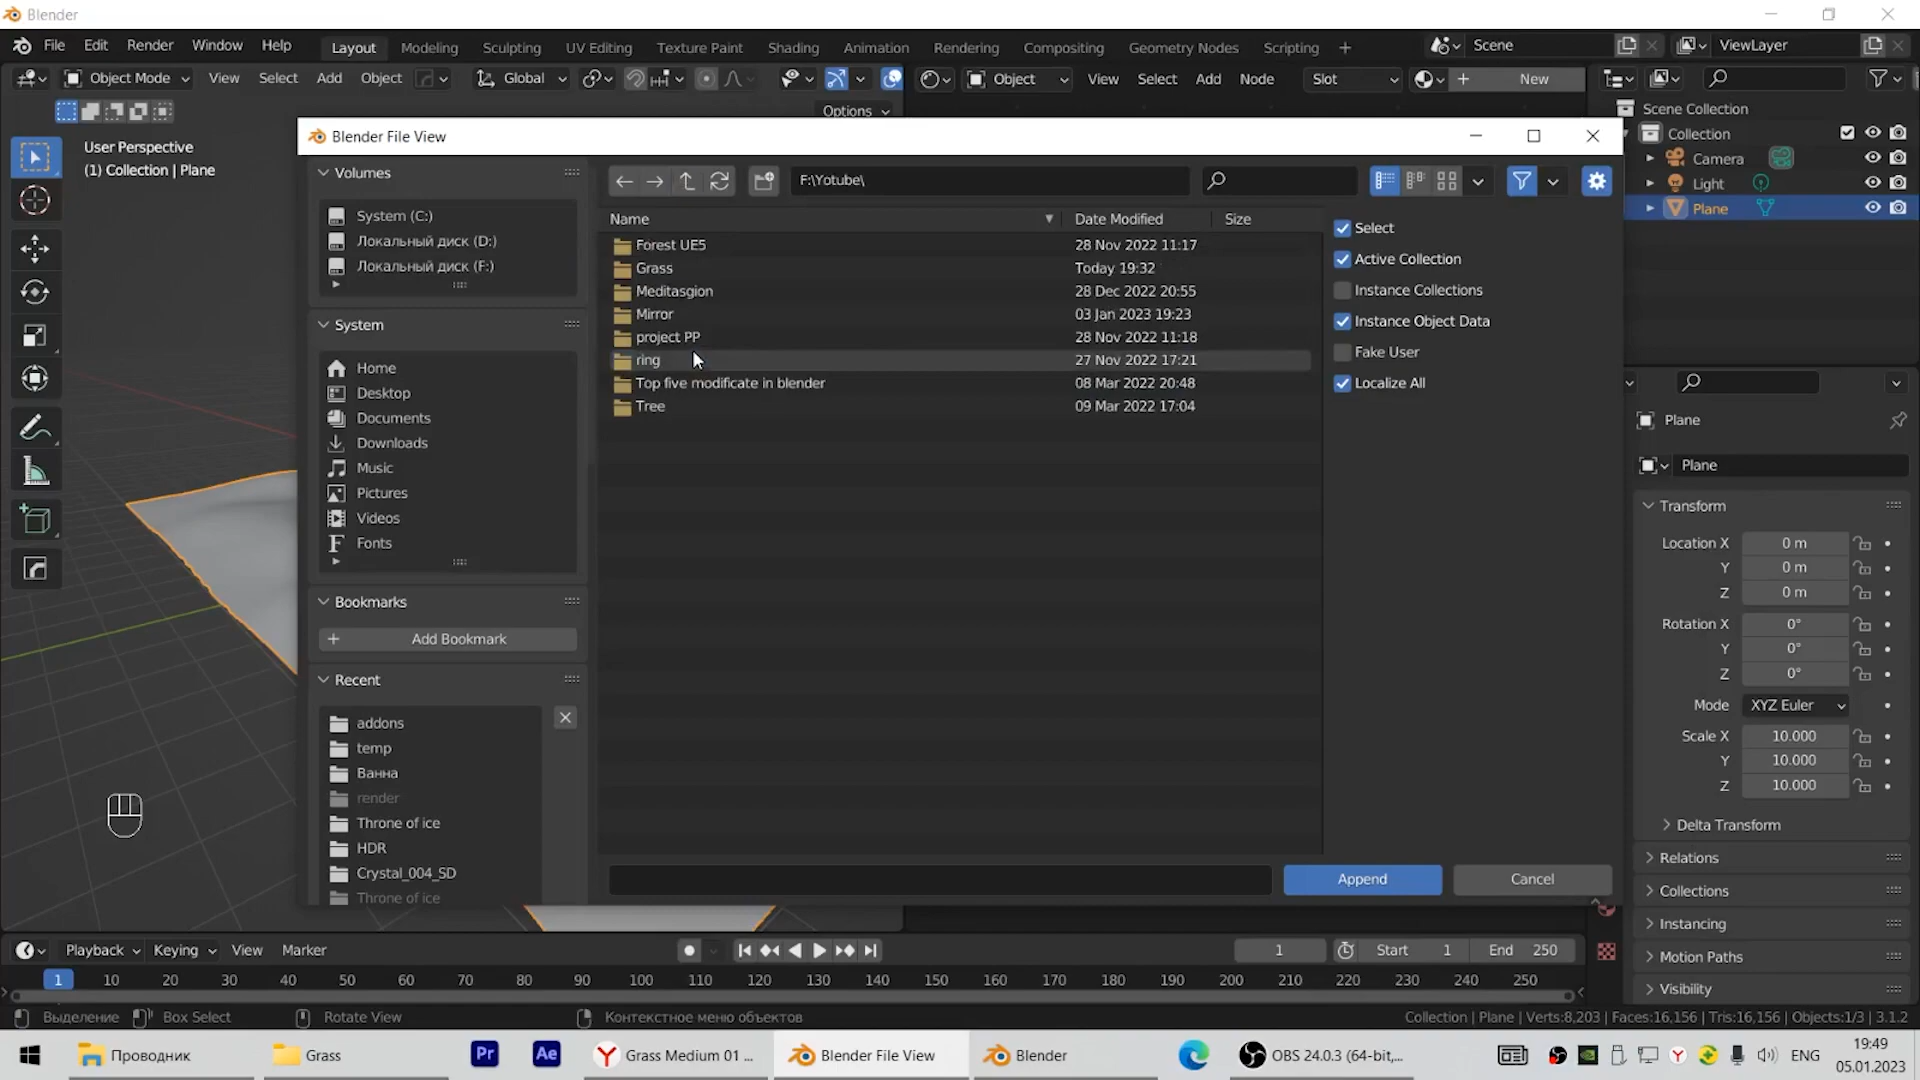 Blender
File Edit Render Window Help Layout Modeling Sculpting UV Editing Texture Paint Shading Animation Rendering Compositing Geometry Nodes Scripting + Scene ViewLayer
Object Mode View Select Add Object Global Object View Select Add Node Slot New
Options
User Perspective
(1) Collection | Plane
Scene Collection
Collection
Camera
Light
Plane
Blender File View
Volumes
System (C:)
Локальный диск (D:)
Локальный диск (F:)
System
Home
Desktop
Documents
Downloads
Music
Pictures
Videos
Fonts
Bookmarks
Add Bookmark
Recent
addons
temp
Ванна
render
Throne of ice
HDR
Crystal_004_SD
Throne of ice
F:\Yotube\
Name Date Modified Size
Forest UE5 28 Nov 2022 11:17
Grass Today 19:32
Meditasgion 28 Dec 2022 20:55
Mirror 03 Jan 2023 19:23
project PP 28 Nov 2022 11:18
ring 27 Nov 2022 17:21
Top five modificate in blender 08 Mar 2022 20:48
Tree 09 Mar 2022 17:04
Select
Active Collection
Instance Collections
Instance Object Data
Fake User
Localize All
Append Cancel
Plane
Plane
Transform
Location X 0 m
Y 0 m
Z 0 m
Rotation X 0°
Y 0°
Z 0°
Mode XYZ Euler
Scale X 10.000
Y 10.000
Z 10.000
Delta Transform
Relations
Collections
Instancing
Motion Paths
Visibility
Playback Keying View Marker 1 Start 1 End 250
1 10 20 30 40 50 60 70 80 90 100 110 120 130 140 150 160 170 180 190 200 210 220 230 240 250
Выделение Box Select Rotate View Контекстное меню объектов Collection | Plane | Verts:8,203 | Faces:16,156 | Tris:16,156 | Objects:1/3 | 3.1.2
Проводник Grass Pr Ae Grass Medium 01 ... Blender File View Blender OBS 24.0.3 (64-bit,... ENG 19:49
05.01.2023